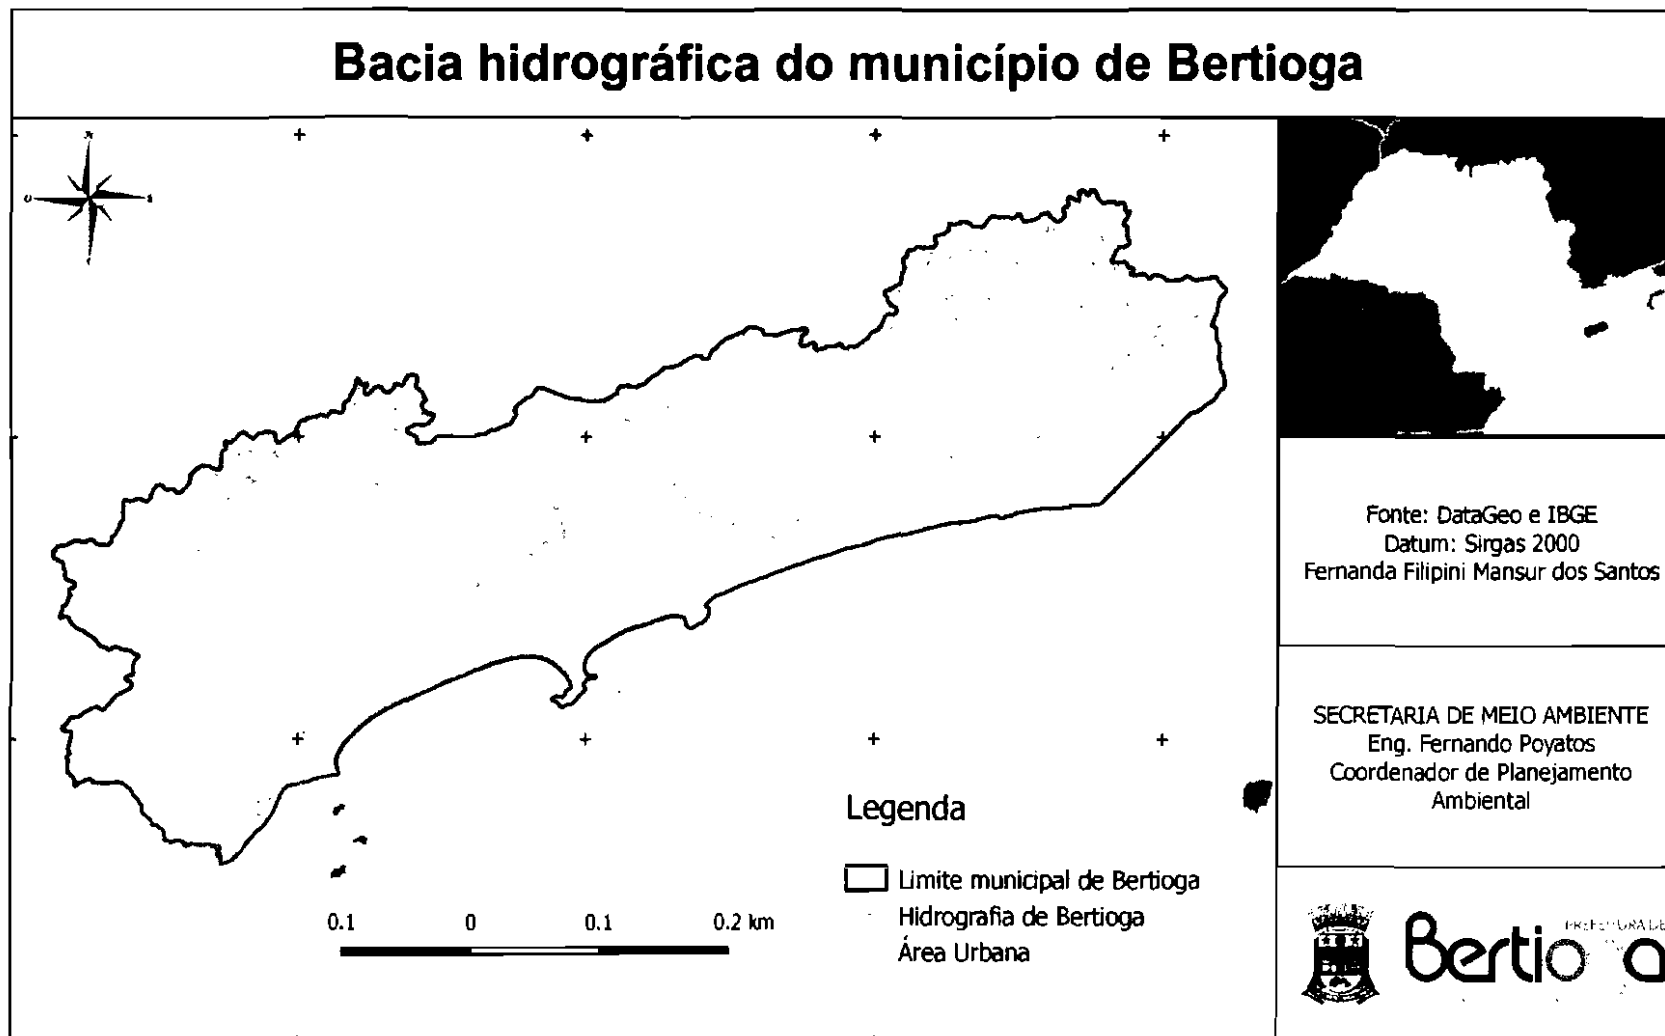 Bacia hidrográfica do município de Bertioga
Fonte: DataGeo e IBGE
Datum: Sirgas 2000
Fernanda Filipini Mansur dos Santos
SECRETARIA DE MEIO AMBIENTE
Eng. Fernando Poyatos
Coordenador de Planejamento
Ambiental
Legenda
Limite municipal de Bertioga
Hidrografia de Bertioga
Área Urbana
0.1 0 0.1 0.2 km
PREFEITURA DE